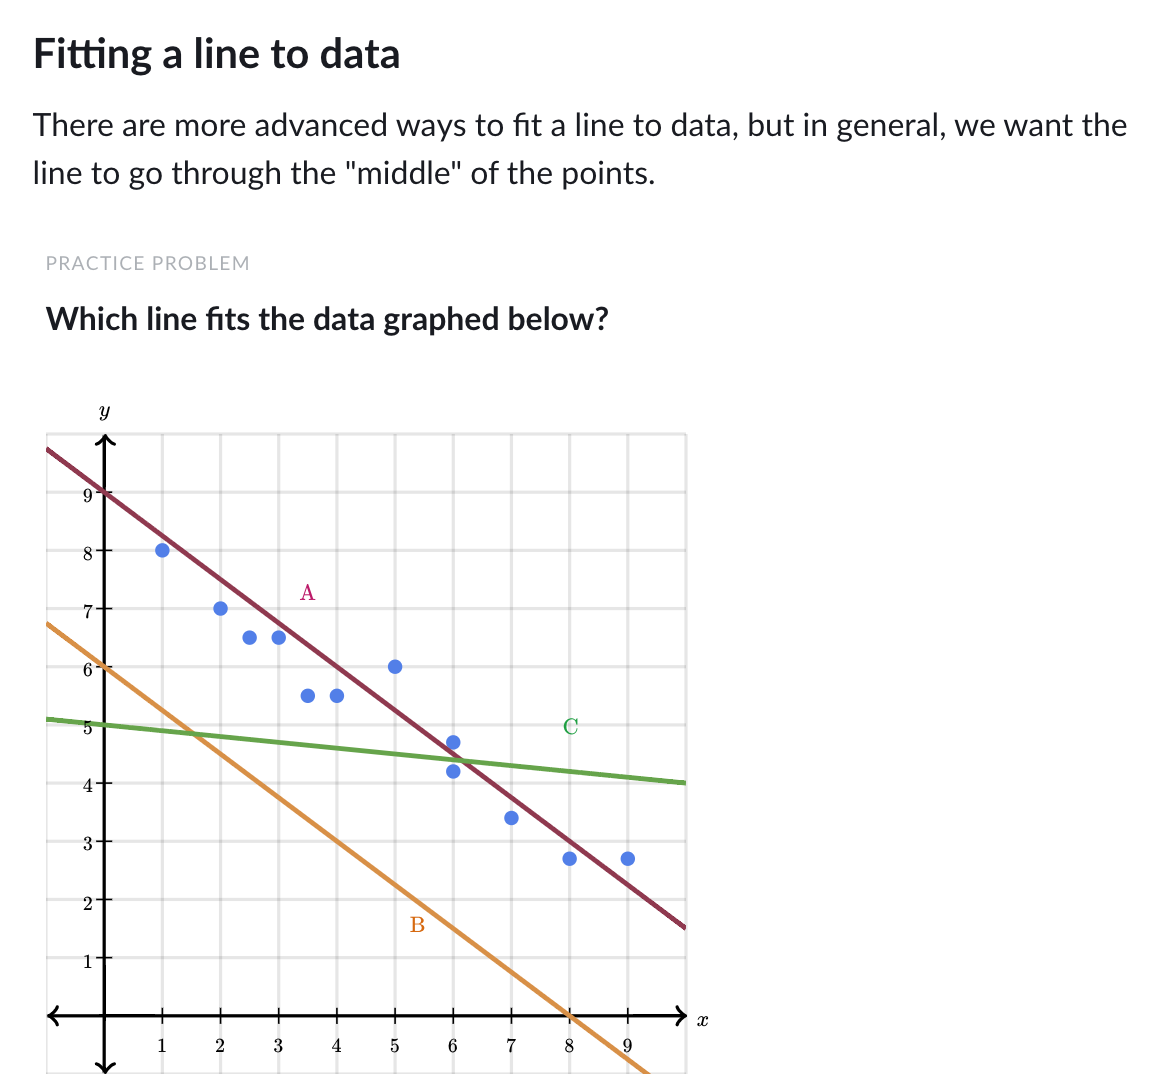 Fitting a line to data
There are more advanced ways to fit a line to data, but in general, we want the
line to go through the "middle" of the points.
PRACTICE PROBLEM
Which line fits the data graphed below?
y
9
8
7
A
6
5
C
4
3
2
B
1
x
1 2 3 4 5 6 7 8 9